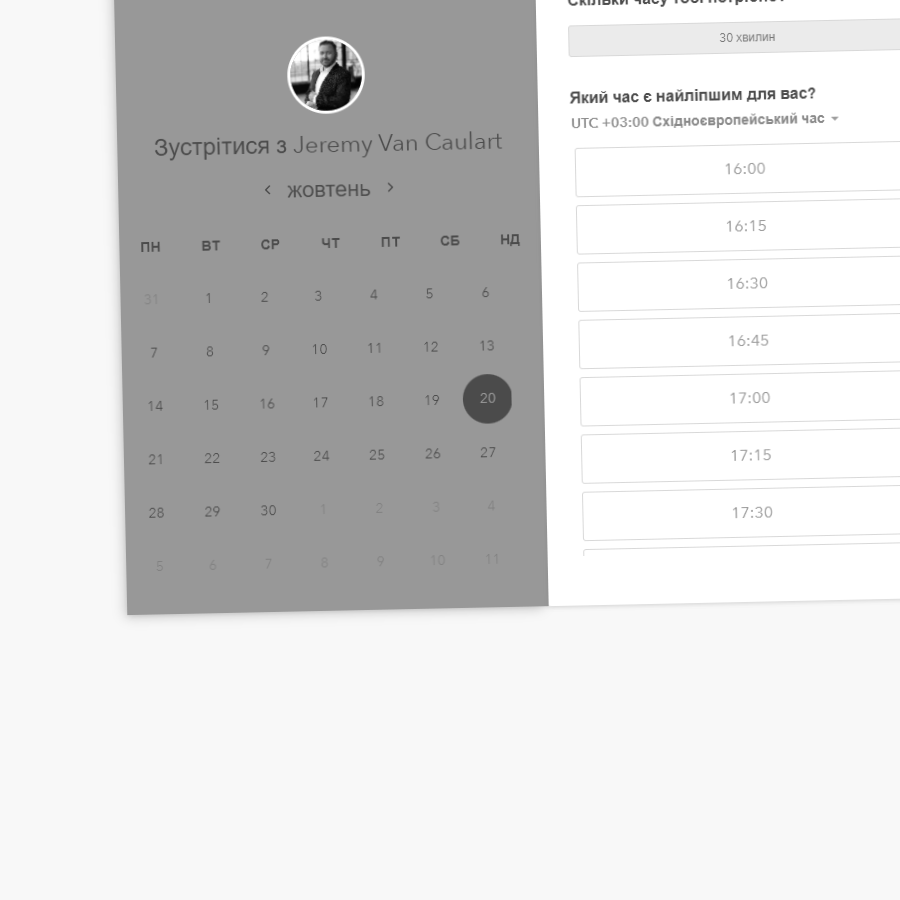 Зустрітися з Jeremy Van Caulart
жовтень
ПН ВТ СР ЧТ ПТ СБ НД
31 1 2 3 4 5 6
7 8 9 10 11 12 13
14 15 16 17 18 19 20
21 22 23 24 25 26 27
28 29 30 1 2 3 4
5 6 7 8 9 10 11
Скільки часу тобі потрібно?
30 хвилин
Який час є найліпшим для вас?
UTC +03:00 Східноєвропейський час
16:00
16:15
16:30
16:45
17:00
17:15
17:30